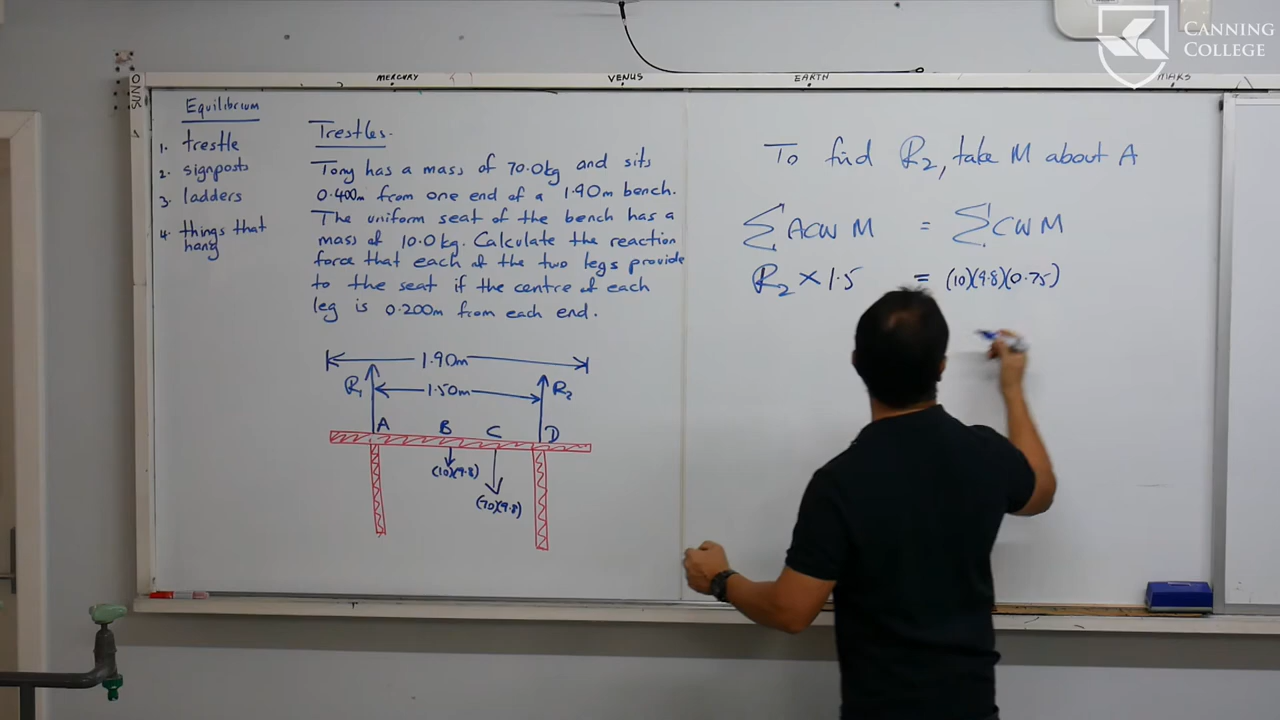 CANNING
COLLEGE
SNNO
MERCURY
VENUS
EARTH
MARS
Equilibrium
1. trestle
2. signposts
3. ladders
4. things that
hang
Trestles.
Tony has a mass of 70.0kg and sits
0.400m from one end of a 1.90m bench.
The uniform seat of the bench has a
mass of 10.0kg. Calculate the reaction
force that each of the two legs provide
to the seat if the centre of each
leg is 0.200m from each end.
1.90m
R₁ 1.50m R₂
A B C D
(10)(9.8)
(70)(9.8)
To find R₂, take M about A
∑ ACW M = ∑ CW M
R₂ × 1.5 = (10)(9.8)(0.75)